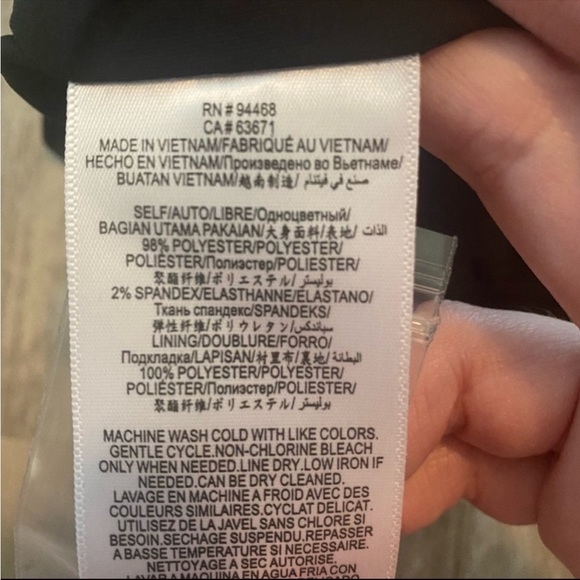 RN # 94468
CA# 63671
MADE IN VIETNAM/FABRIQUÉ AU VIETNAM/
HECHO EN VIETNAM/Произведено во Вьетнаме/
BUATAN VIETNAM/越南制造/ صنع في فيتنام
SELF/AUTO/LIBRE/Одноцветный/
BAGIAN UTAMA PAKAIAN/大身面料/表地/ الذات
98% POLYESTER/POLYESTER/
POLIÉSTER/Полиэстер/POLIESTER/
聚酯纤维/ポリエステル/ بوليستر/
2% SPANDEX/ELASTHANNE/ELASTANO/
Ткань спандекс/SPANDEKS/
弹性纤维/ポリウレタン/ سباندكس/
LINING/DOUBLURE/FORRO/
Подкладка/LAPISAN/衬里布/裏地/ البطانة/
100% POLYESTER/POLYESTER/
POLIÉSTER/Полиэстер/POLIESTER/
聚酯纤维/ポリエステル/ بوليستر/
MACHINE WASH COLD WITH LIKE COLORS.
GENTLE CYCLE.NON-CHLORINE BLEACH
ONLY WHEN NEEDED.LINE DRY.LOW IRON IF
NEEDED.CAN BE DRY CLEANED.
LAVAGE EN MACHINE A FROID AVEC DES
COULEURS SIMILAIRES.CYCLAT DELICAT.
UTILISEZ DE LA JAVEL SANS CHLORE SI
BESOIN.SECHAGE SUSPENDU.REPASSER
A BASSE TEMPERATURE SI NECESSAIRE.
NETTOYAGE A SEC AUTORISE.
LAVAR A MAQUINA EN AGUA FRIA CON